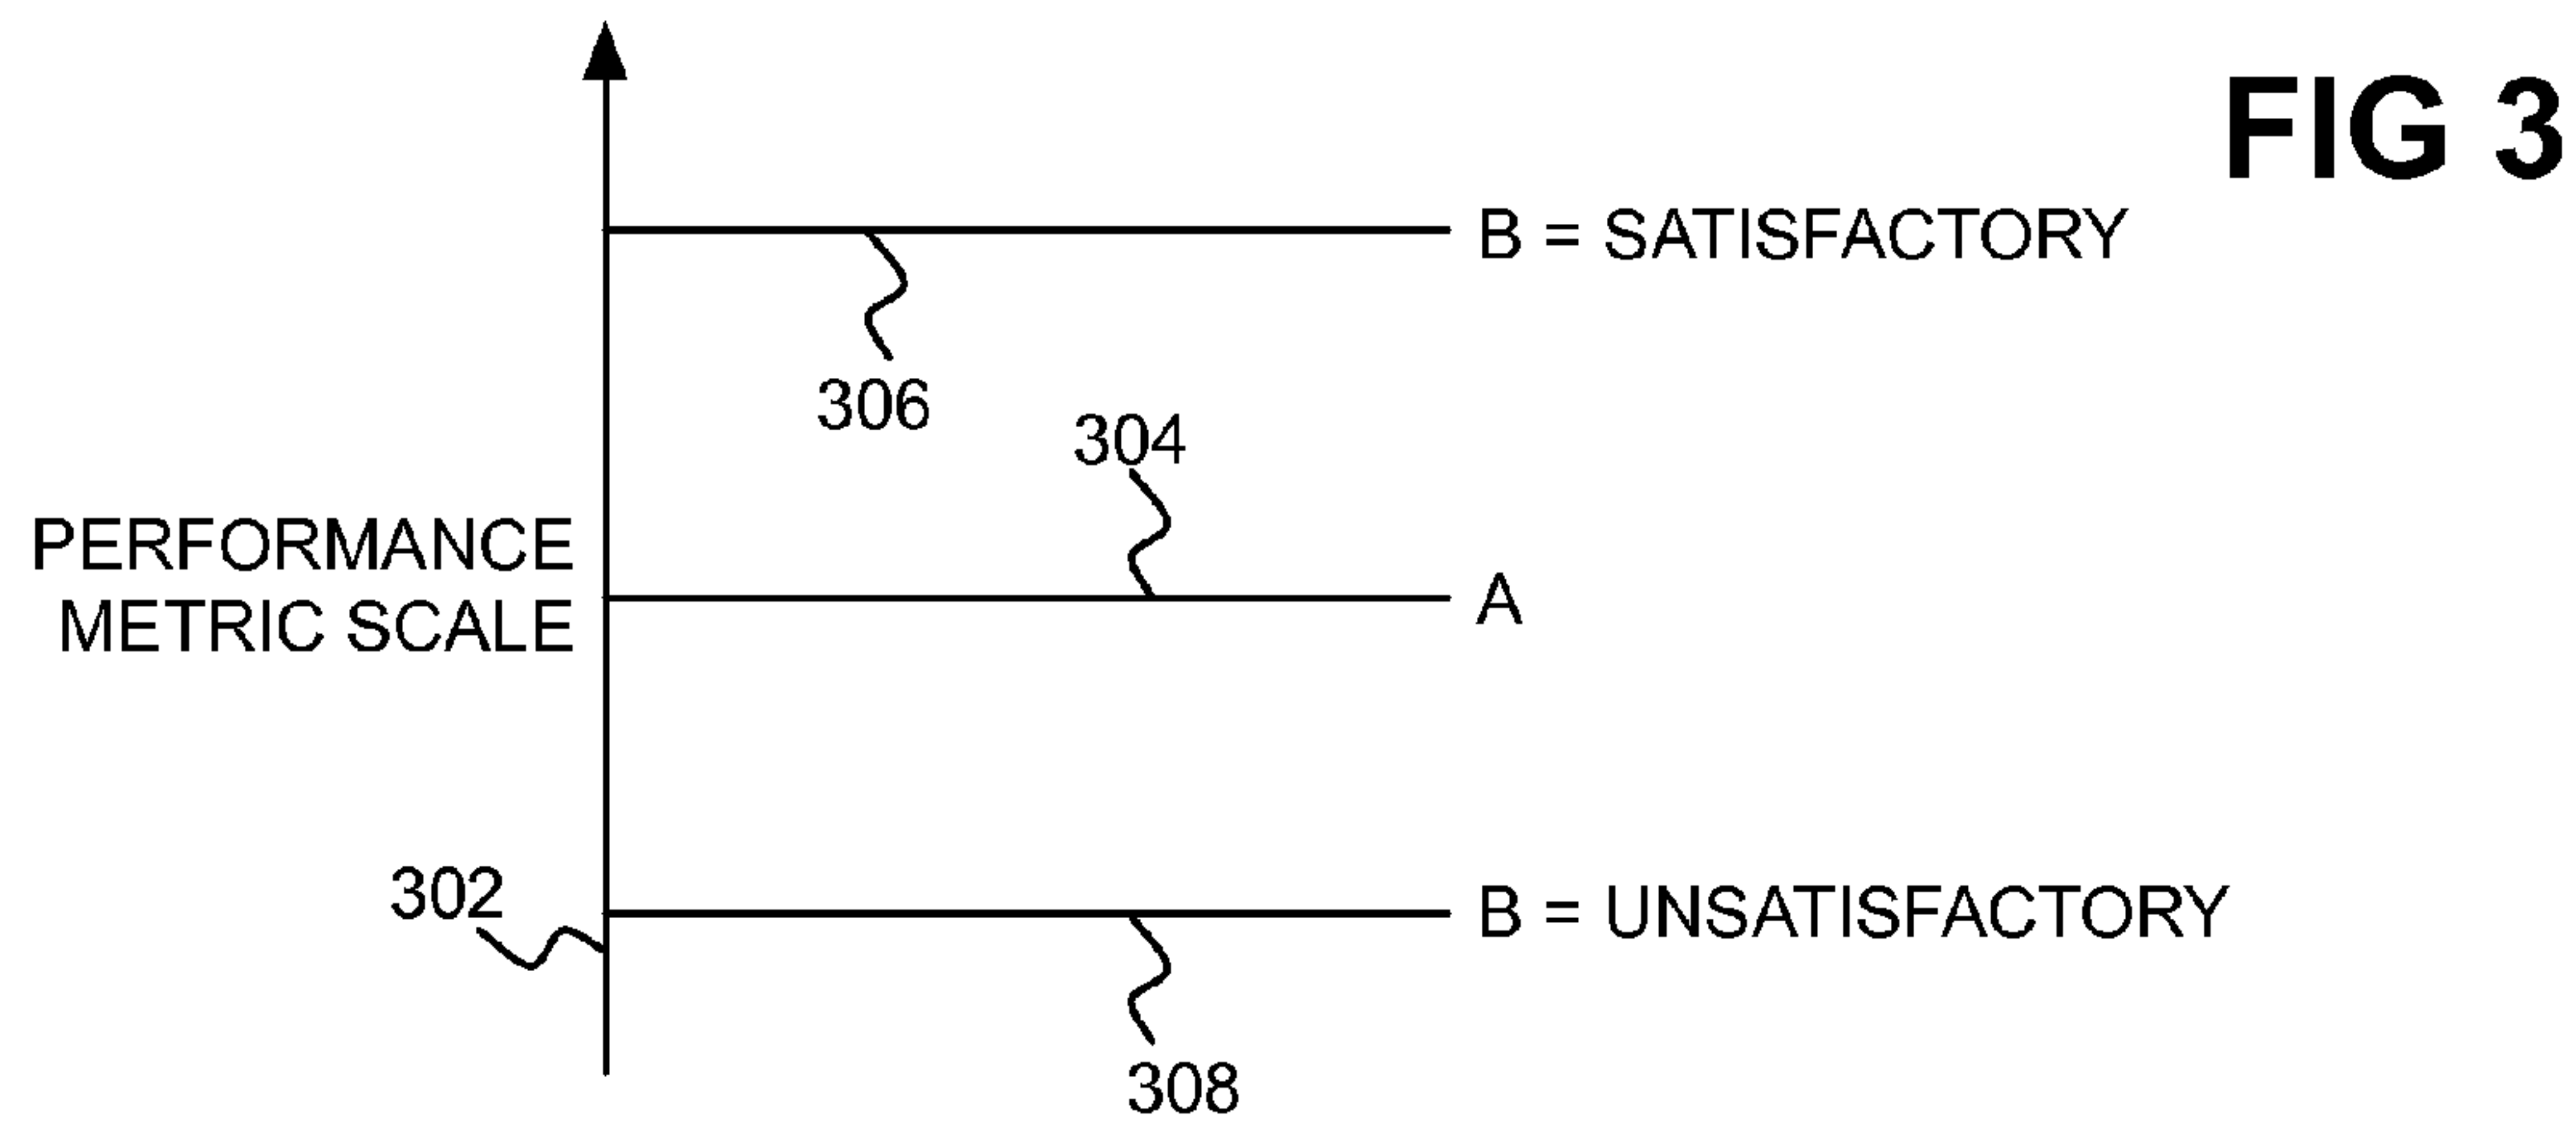 FIG 3
B = SATISFACTORY
306
304
PERFORMANCE
METRIC SCALE
A
302
B = UNSATISFACTORY
308